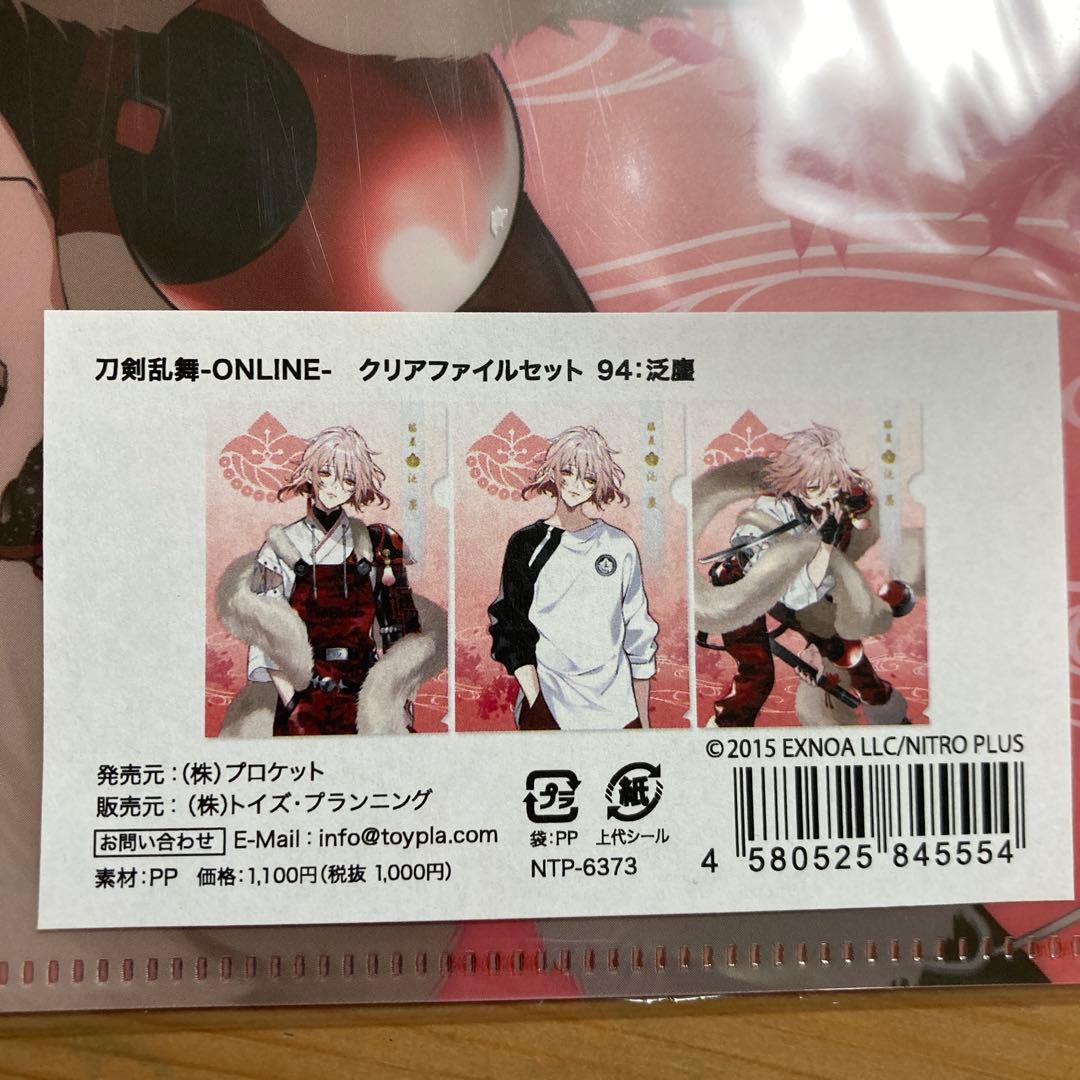 刀剣乱舞-ONLINE- クリアファイルセット 94:泛塵
©2015 EXNOA LLC/NITRO PLUS
発売元:(株)プロケット
販売元:(株)トイズ・プランニング
お問い合わせ E-Mail:info@toypla.com
素材:PP 価格:1,100円(税抜 1,000円)
プラ
袋:PP
紙
上代シール
NTP-6373
4 580525 845554